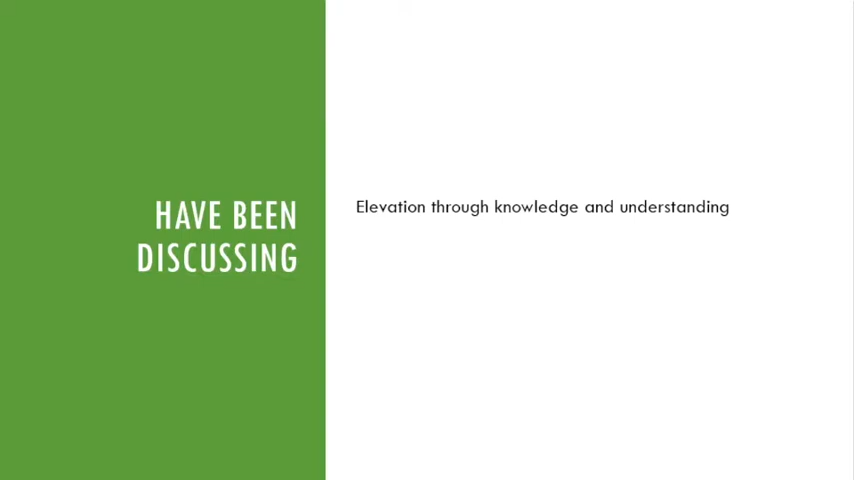 HAVE BEEN
DISCUSSING
Elevation through knowledge and understanding